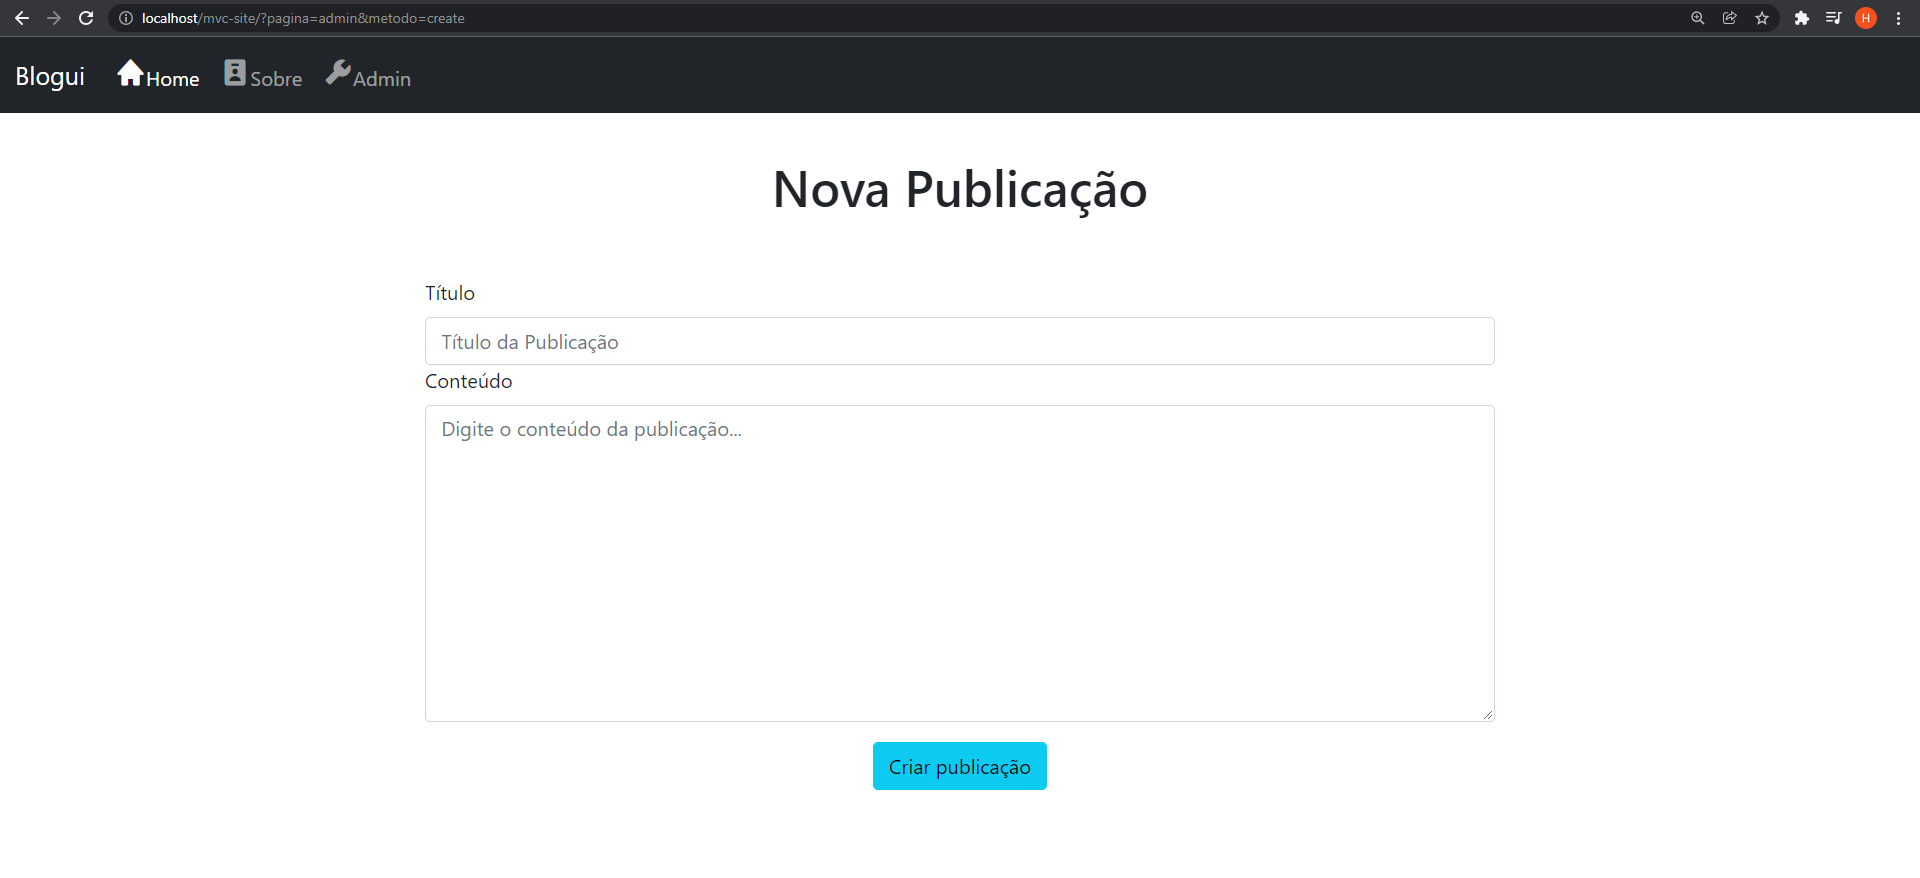 localhost/mvc-site/?pagina=admin&metodo=create
H
Blogui Home Sobre Admin
Nova Publicação
Título
Título da Publicação
Conteúdo
Digite o conteúdo da publicação...
Criar publicação